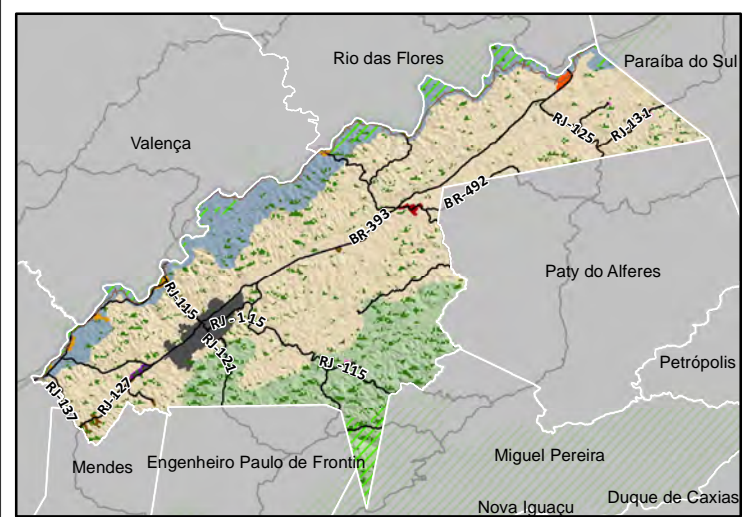 Rio das Flores
Paraíba do Sul
Valença
RJ-125
RJ-131
BR-492
BR-393
Paty do Alferes
RJ-115
RJ - 115
RJ-121
RJ -115
Petrópolis
RJ-127
RJ-137
Mendes
Engenheiro Paulo de Frontin
Miguel Pereira
Duque de Caxias
Nova Iguaçu